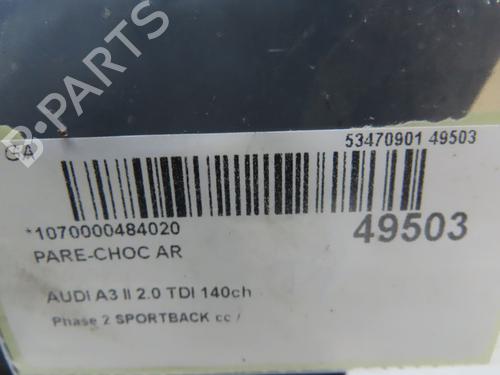 B-PARTS
GA
53470901 49503
*1070000484020
49503
PARE-CHOC AR
AUDI A3 II 2.0 TDI 140ch
Phase 2 SPORTBACK cc /